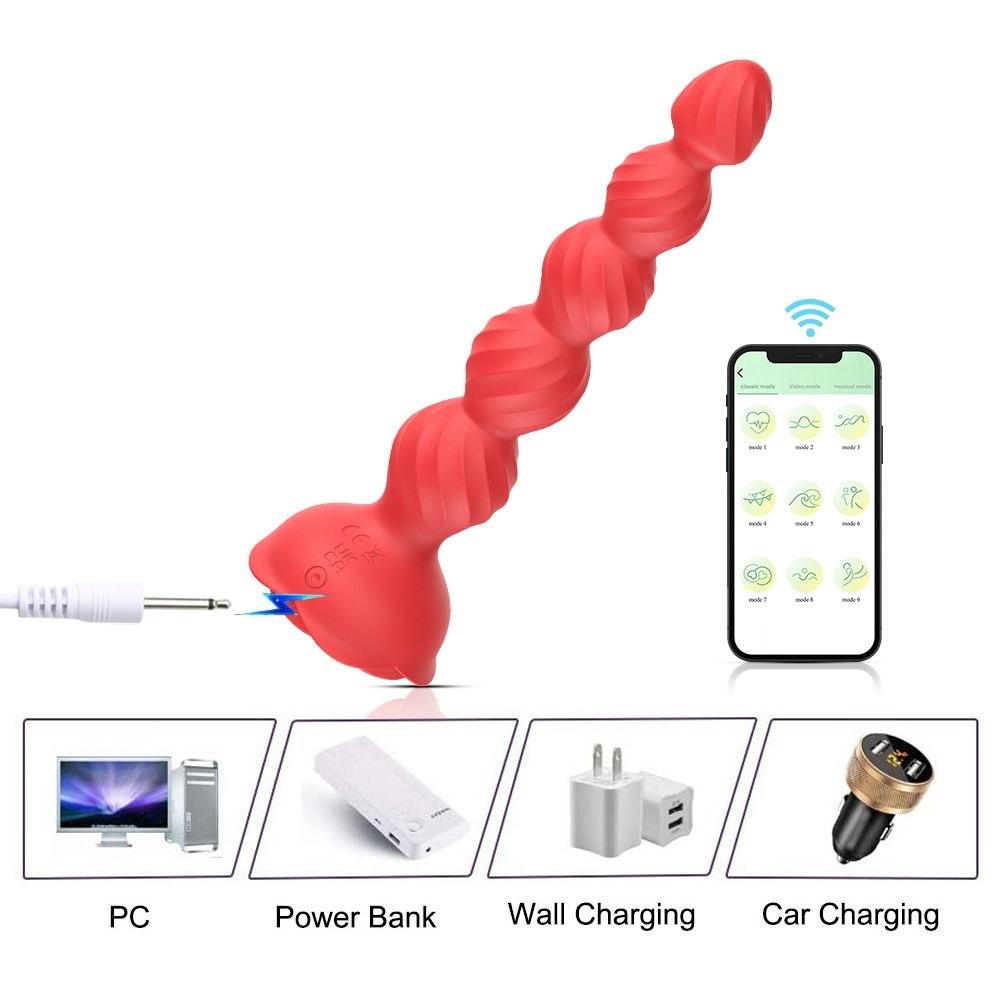 classic mode Video mode musical mode
mode 1 mode 2 mode 3
mode 4 mode 5 mode 6
mode 7 mode 8 mode 9
PC
Power Bank
Wall Charging
Car Charging